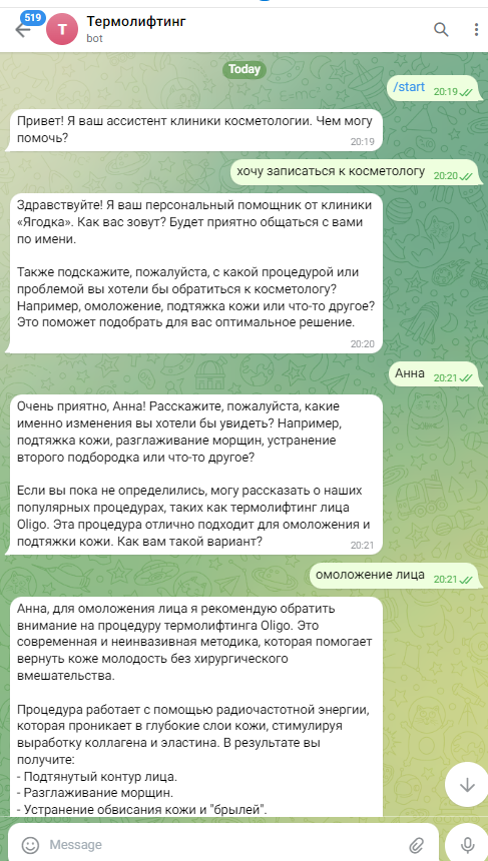 519
Термолифтинг
Т
bot
Today
/start 20:19
Привет! Я ваш ассистент клиники косметологии. Чем могу
помочь?
20:19
хочу записаться к косметологу 20:20
Здравствуйте! Я ваш персональный помощник от клиники
«Ягодка». Как вас зовут? Будет приятно общаться с вами
по имени.
Также подскажите, пожалуйста, с какой процедурой или
проблемой вы хотели бы обратиться к косметологу?
Например, омоложение, подтяжка кожи или что-то другое?
Это поможет подобрать для вас оптимальное решение.
20:20
Анна 20:21
Очень приятно, Анна! Расскажите, пожалуйста, какие
именно изменения вы хотели бы увидеть? Например,
подтяжка кожи, разглаживание морщин, устранение
второго подбородка или что-то другое?
Если вы пока не определились, могу рассказать о наших
популярных процедурах, таких как термолифтинг лица
Oligo. Эта процедура отлично подходит для омоложения и
подтяжки кожи. Как вам такой вариант?
20:21
омоложение лица 20:21
Анна, для омоложения лица я рекомендую обратить
внимание на процедуру термолифтинга Oligo. Это
современная и неинвазивная методика, которая помогает
вернуть коже молодость без хирургического
вмешательства.
Процедура работает с помощью радиочастотной энергии,
которая проникает в глубокие слои кожи, стимулируя
выработку коллагена и эластина. В результате вы
получите:
- Подтянутый контур лица.
- Разглаживание морщин.
- Устранение обвисания кожи и "брылей".
Message